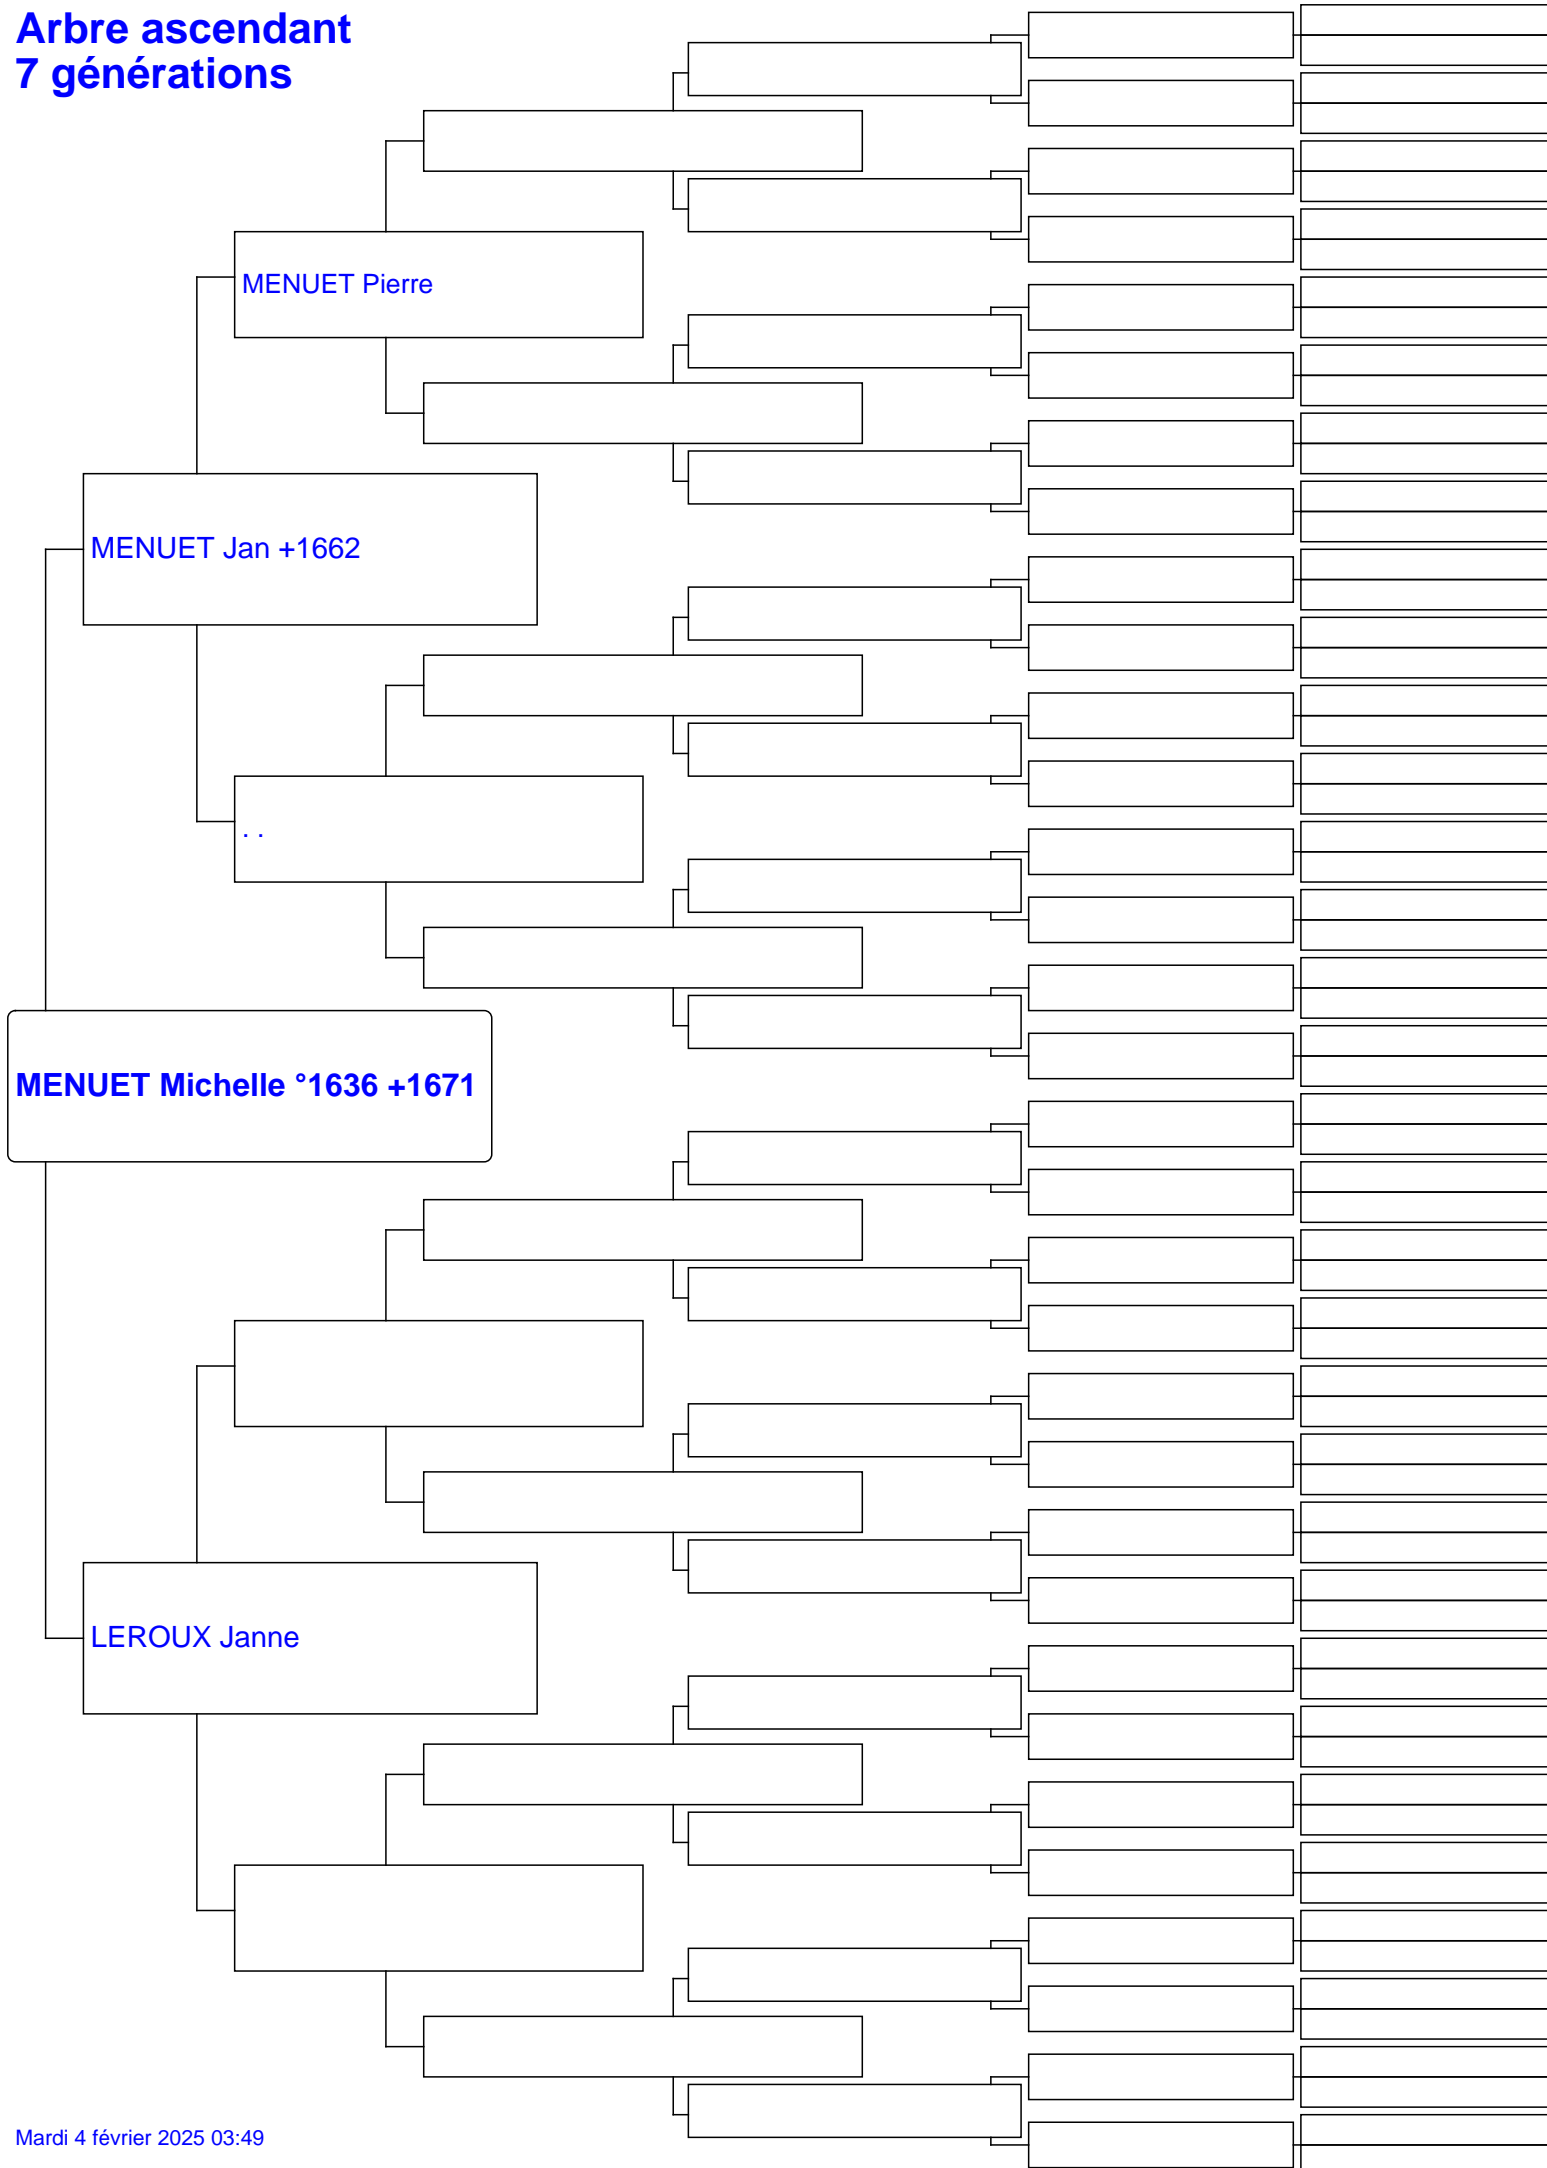 Arbre ascendant
7 générations
MENUET Pierre
MENUET Jan +1662
. .
MENUET Michelle °1636 +1671
LEROUX Janne
Mardi 4 février 2025 03:49